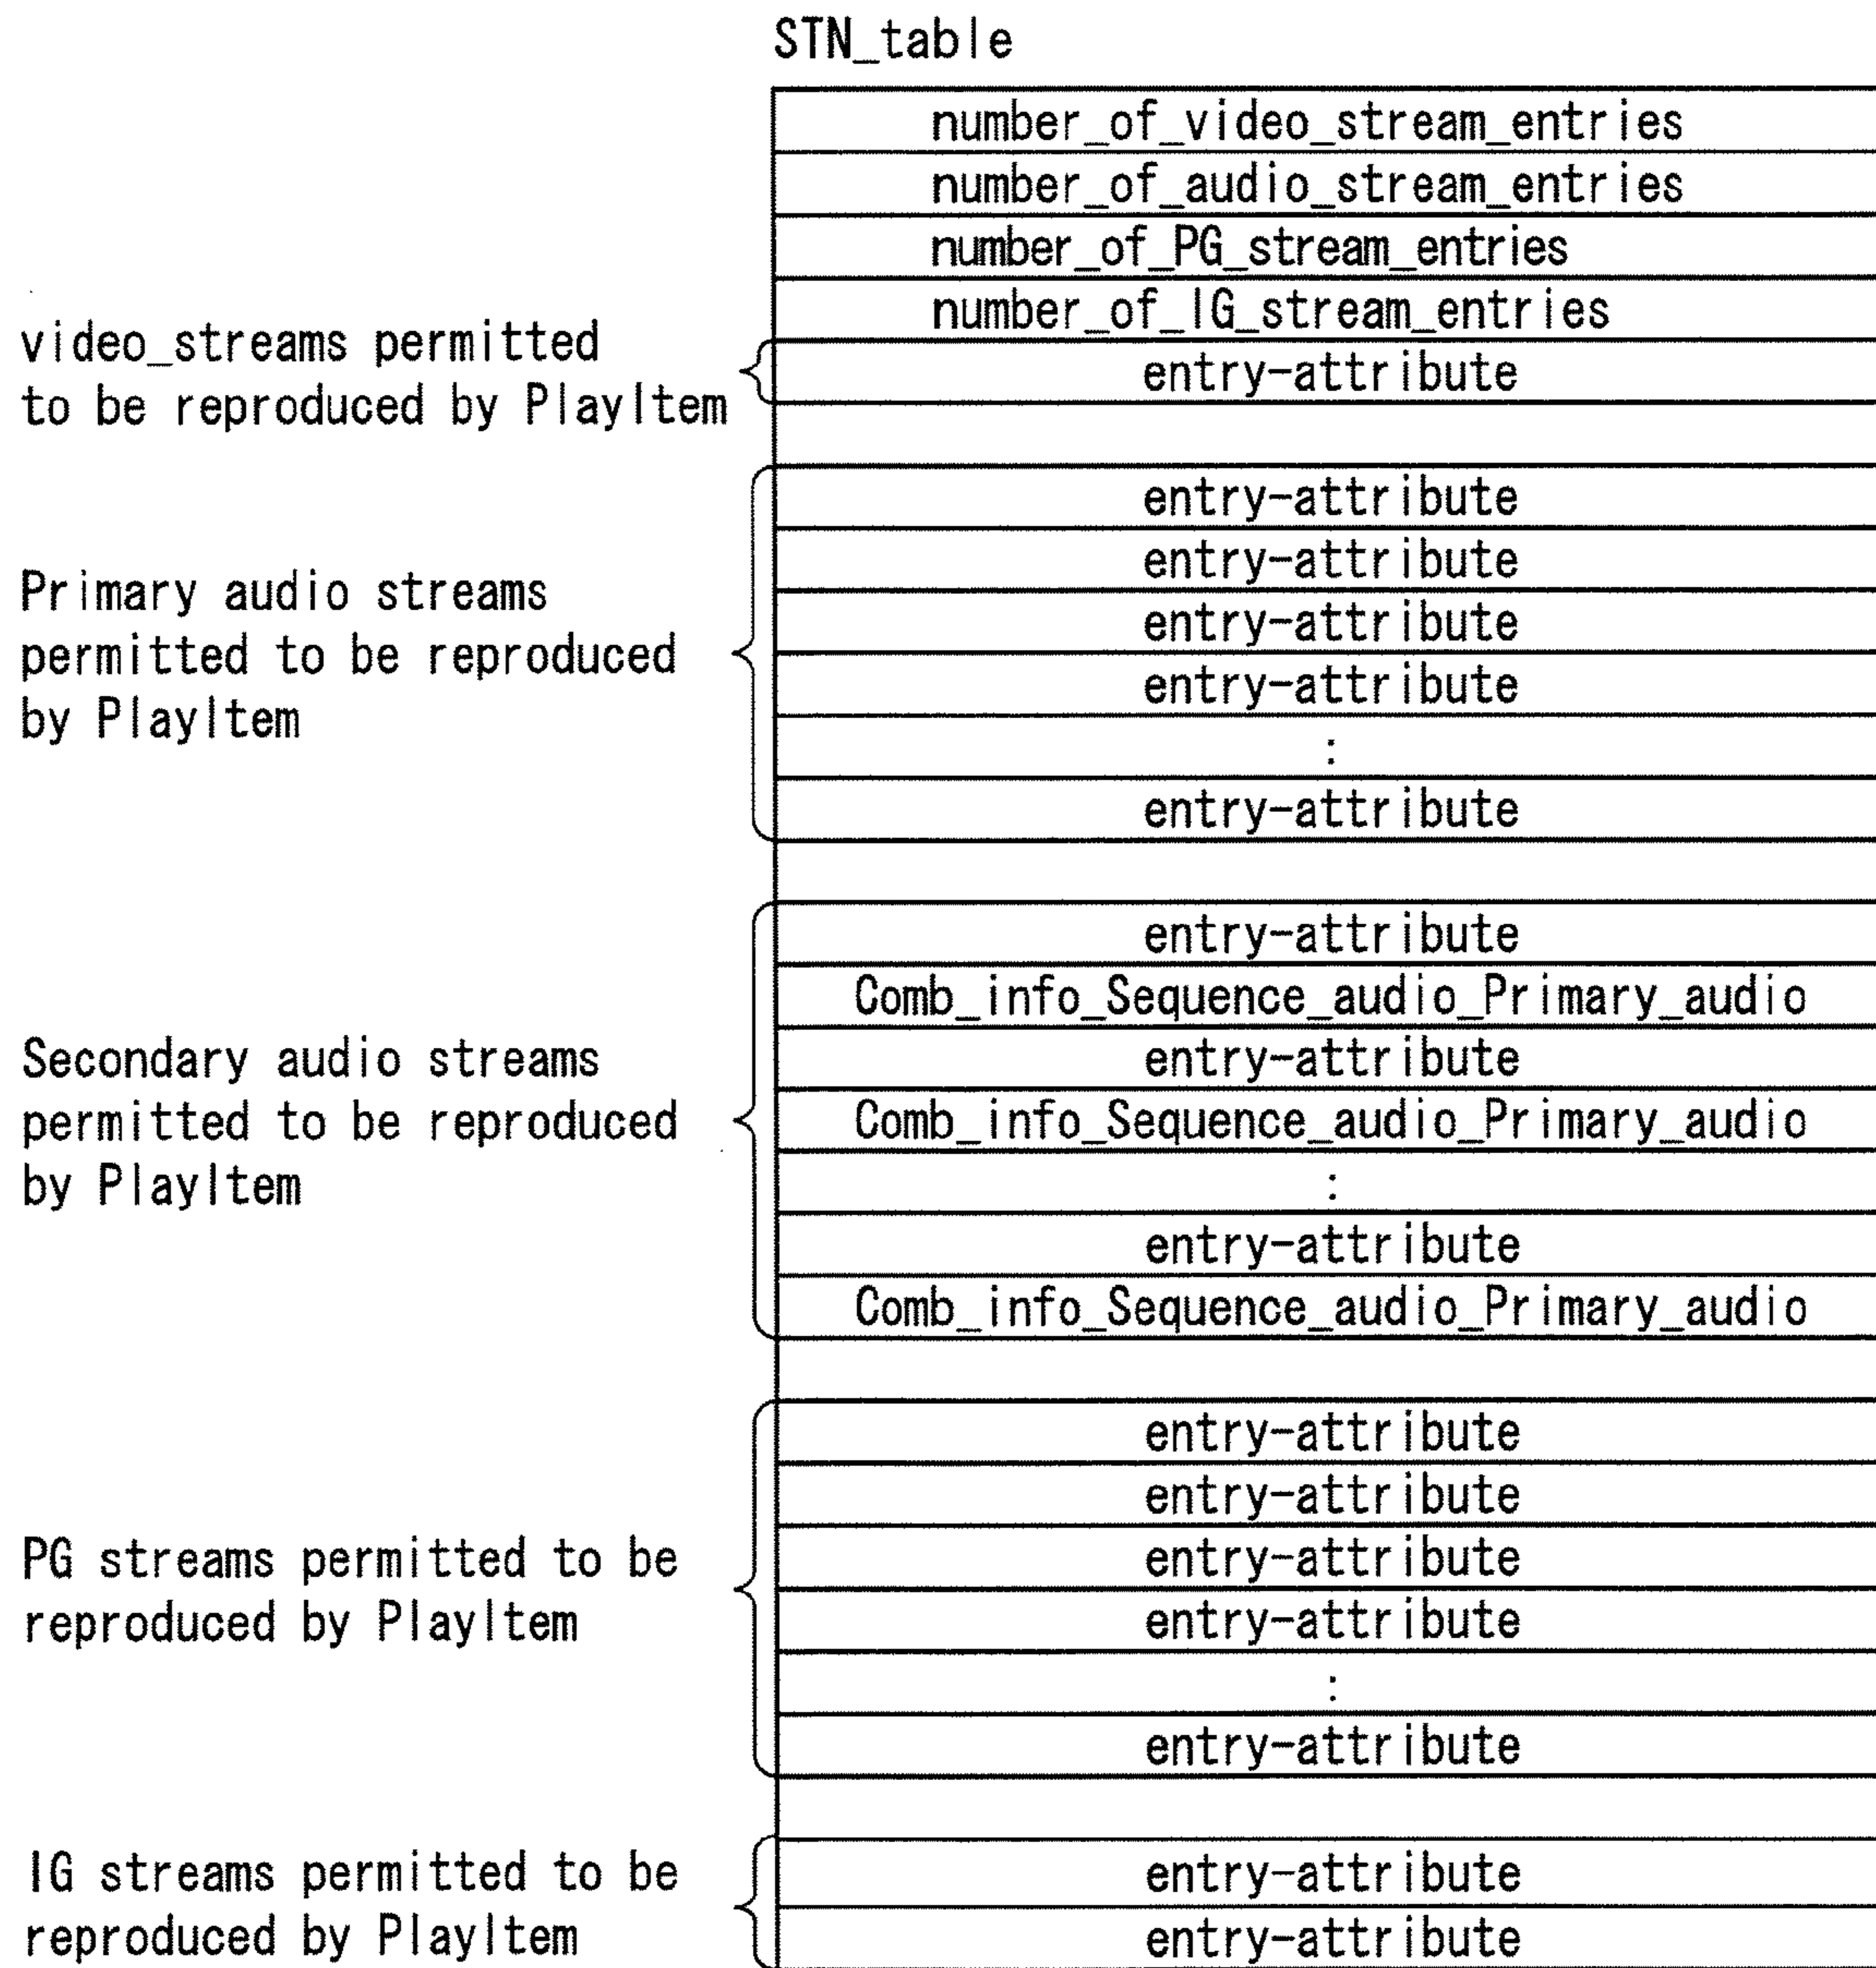 STN_table
number_of_video_stream_entries
number_of_audio_stream_entries
number_of_PG_stream_entries
number_of_IG_stream_entries
video_streams permitted
to be reproduced by PlayItem
entry-attribute
Primary audio streams
permitted to be reproduced
by PlayItem
entry-attribute
entry-attribute
entry-attribute
entry-attribute
:
entry-attribute
Secondary audio streams
permitted to be reproduced
by PlayItem
entry-attribute
Comb_info_Sequence_audio_Primary_audio
entry-attribute
Comb_info_Sequence_audio_Primary_audio
:
entry-attribute
Comb_info_Sequence_audio_Primary_audio
PG streams permitted to be
reproduced by PlayItem
entry-attribute
entry-attribute
entry-attribute
entry-attribute
:
entry-attribute
IG streams permitted to be
reproduced by PlayItem
entry-attribute
entry-attribute